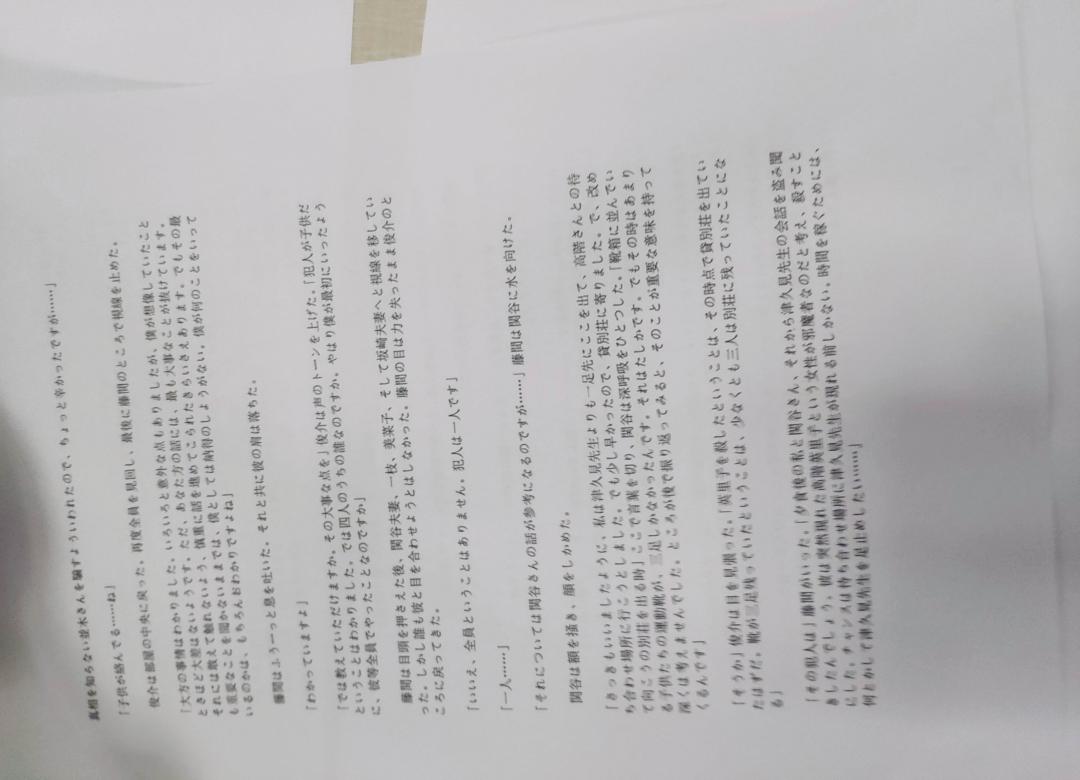 真相を知らない並木さんを騙すよういわれたので、ちょっと辛かったですが……」
「子供が絡んでる……ね」
俊介は部屋の中央に戻った。再度全員を見回し、最後に藤間のところで視線を止めた。
「大方の事情はわかりました。いろいろと意外な点もありましたが、僕が想像していたこと
ときほど大差はないようです。ただ、あなた方の話には、最も大事なことが抜けています。
それには敢えて触れないよう、慎重に話を進めてこられたきらいさえあります。でもその最
も重要なことを聞かないままでは、僕としては納得のしようがない。僕が何のことをいって
いるのかは、もちろんおわかりですよね」
藤間はふうーっと息を吐いた。それと共に彼の肩は落ちた。
「わかっていますよ」
「では教えていただけますか。その大事な点を」俊介は声のトーンを上げた。「犯人が子供だ
ということはわかりました。では四人のうちの誰なのですか。やはり僕が最初にいったよう
に、彼等全員でやったことなのですか」
藤間は目頭を押さえた後、関谷夫妻、一枝、美菜子、そして坂崎夫妻へと視線を移してい
った。しかし誰も彼と目を合わせようとはしなかった。藤間の目は力を失ったまま俊介のと
ころに戻ってきた。
「いいえ、全員ということはありません。犯人は一人です」
「一人……」
「それについては関谷さんの話が参考になるのですが……」藤間は関谷に水を向けた。
関谷は額を掻き、顔をしかめた。
「さっきもいいましたように、私は津久見先生よりも一足先にここを出て、高階さんとの待
ち合わせ場所に行こうとしました。でも少し早かったので、貸別荘に寄りました。で、改め
て向こうの別荘を出る時」ここで言葉を切り、関谷は深呼吸をひとつした。「靴箱に並んでい
る子供たちの運動靴が、三足しかなかったんです。それはたしかです。でもその時はあまり
深くは考えませんでした。ところが後で振り返ってみると、そのことが重要な意味を持って
くるんです」
「そうか」俊介は目を見張った。「英里子を殺したということは、その時点で貸別荘を出てい
たはずだ。靴が三足残っていたということは、少なくとも三人は別荘に残っていたことにな
る」
「その犯人は」藤間がいった。「夕食後の私と関谷さん、それから津久見先生の会話を盗み聞
きしたんでしょう。彼は突然現れた高階英里子という女性が邪魔者なのだと考え、殺すこと
にした。チャンスは待ち合わせ場所に津久見先生が現れる前しかない。時間を稼ぐためには、
何とかして津久見先生を足止めしたい……」